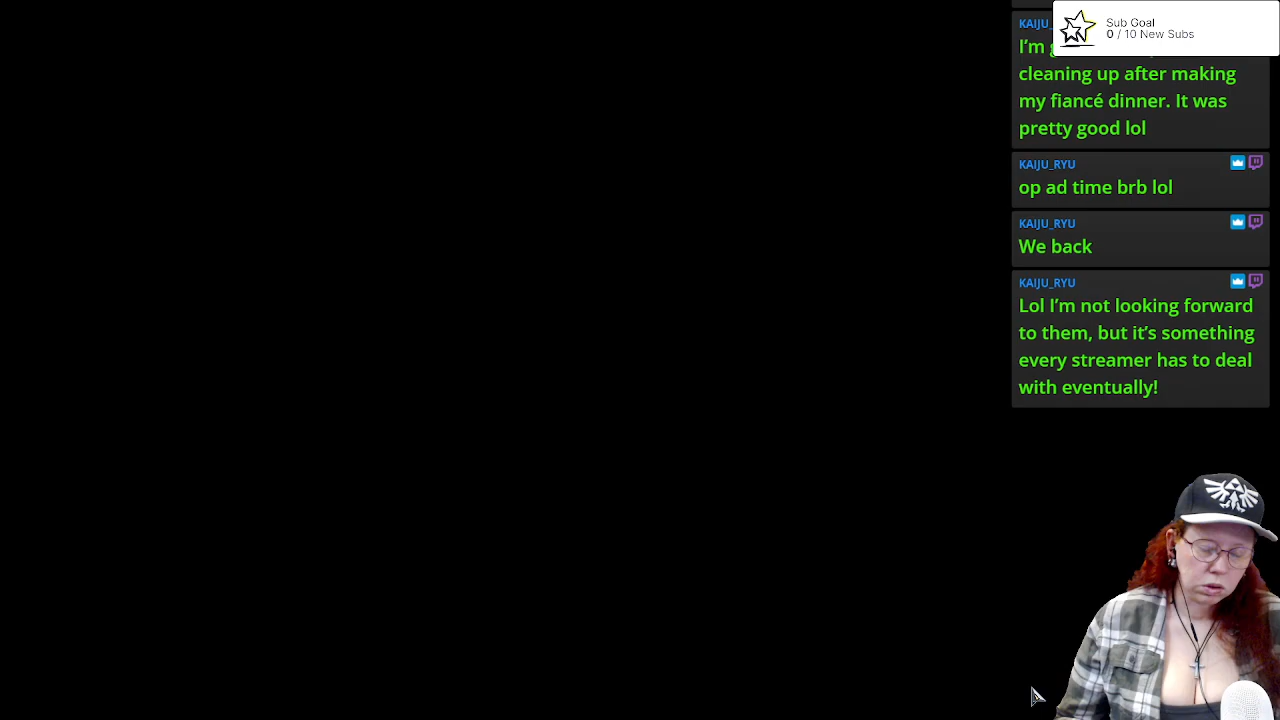 Sub Goal
0 / 10 New Subs
KAIJU_
I’m
cleaning up after making
my fiancé dinner. It was
pretty good lol
KAIJU_RYU
op ad time brb lol
KAIJU_RYU
We back
KAIJU_RYU
Lol I’m not looking forward
to them, but it’s something
every streamer has to deal
with eventually!